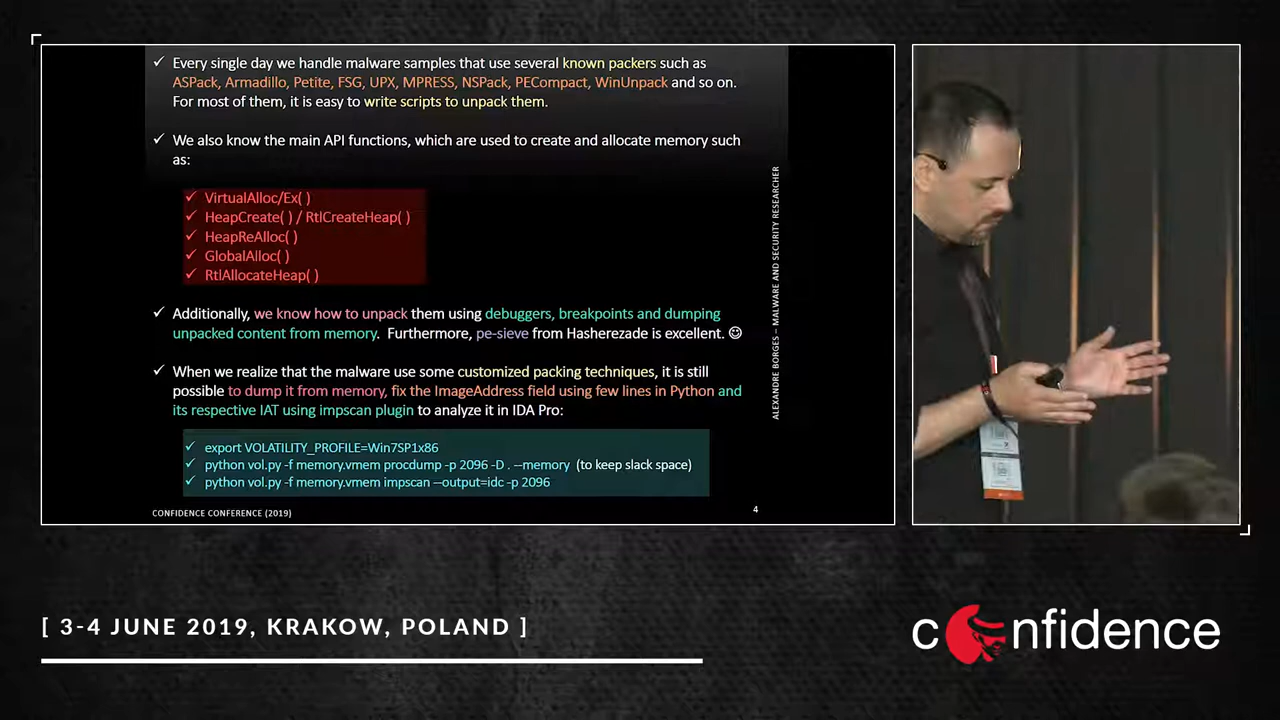 ✓ Every single day we handle malware samples that use several known packers such as
ASPack, Armadillo, Petite, FSG, UPX, MPRESS, NSPack, PECompact, WinUnpack and so on.
For most of them, it is easy to write scripts to unpack them.
✓ We also know the main API functions, which are used to create and allocate memory such
as:
✓ VirtualAlloc/Ex( )
✓ HeapCreate( ) / RtlCreateHeap( )
✓ HeapReAlloc( )
✓ GlobalAlloc( )
✓ RtlAllocateHeap( )
✓ Additionally, we know how to unpack them using debuggers, breakpoints and dumping
unpacked content from memory. Furthermore, pe-sieve from Hasherezade is excellent. ☺
✓ When we realize that the malware use some customized packing techniques, it is still
possible to dump it from memory, fix the ImageAddress field using few lines in Python and
its respective IAT using impscan plugin to analyze it in IDA Pro:
✓ export VOLATILITY_PROFILE=Win7SP1x86
✓ python vol.py -f memory.vmem procdump -p 2096 -D . --memory (to keep slack space)
✓ python vol.py -f memory.vmem impscan --output=idc -p 2096
CONFIDENCE CONFERENCE (2019)
4
ALEXANDRE BORGES – MALWARE AND SECURITY RESEARCHER
[ 3-4 JUNE 2019, KRAKOW, POLAND ]
confidence